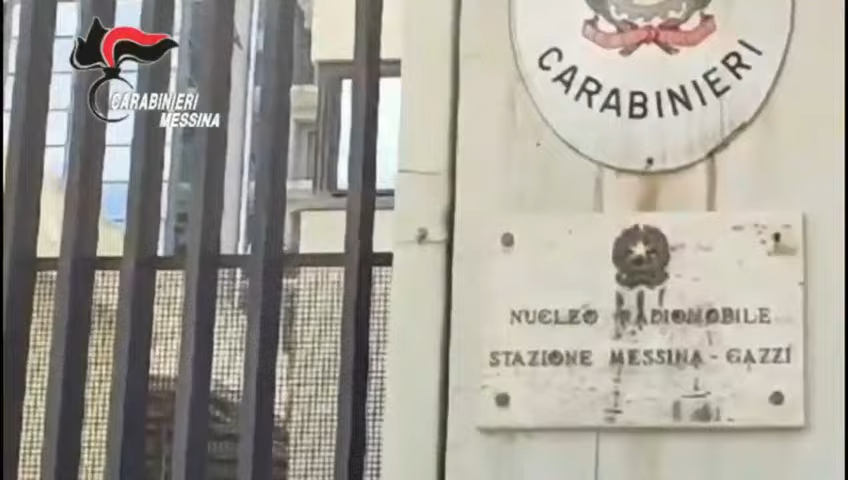 CARABINIERI
MESSINA
CARABINIERI
NUCLEO RADIOMOBILE
STAZIONE MESSINA - GAZZI